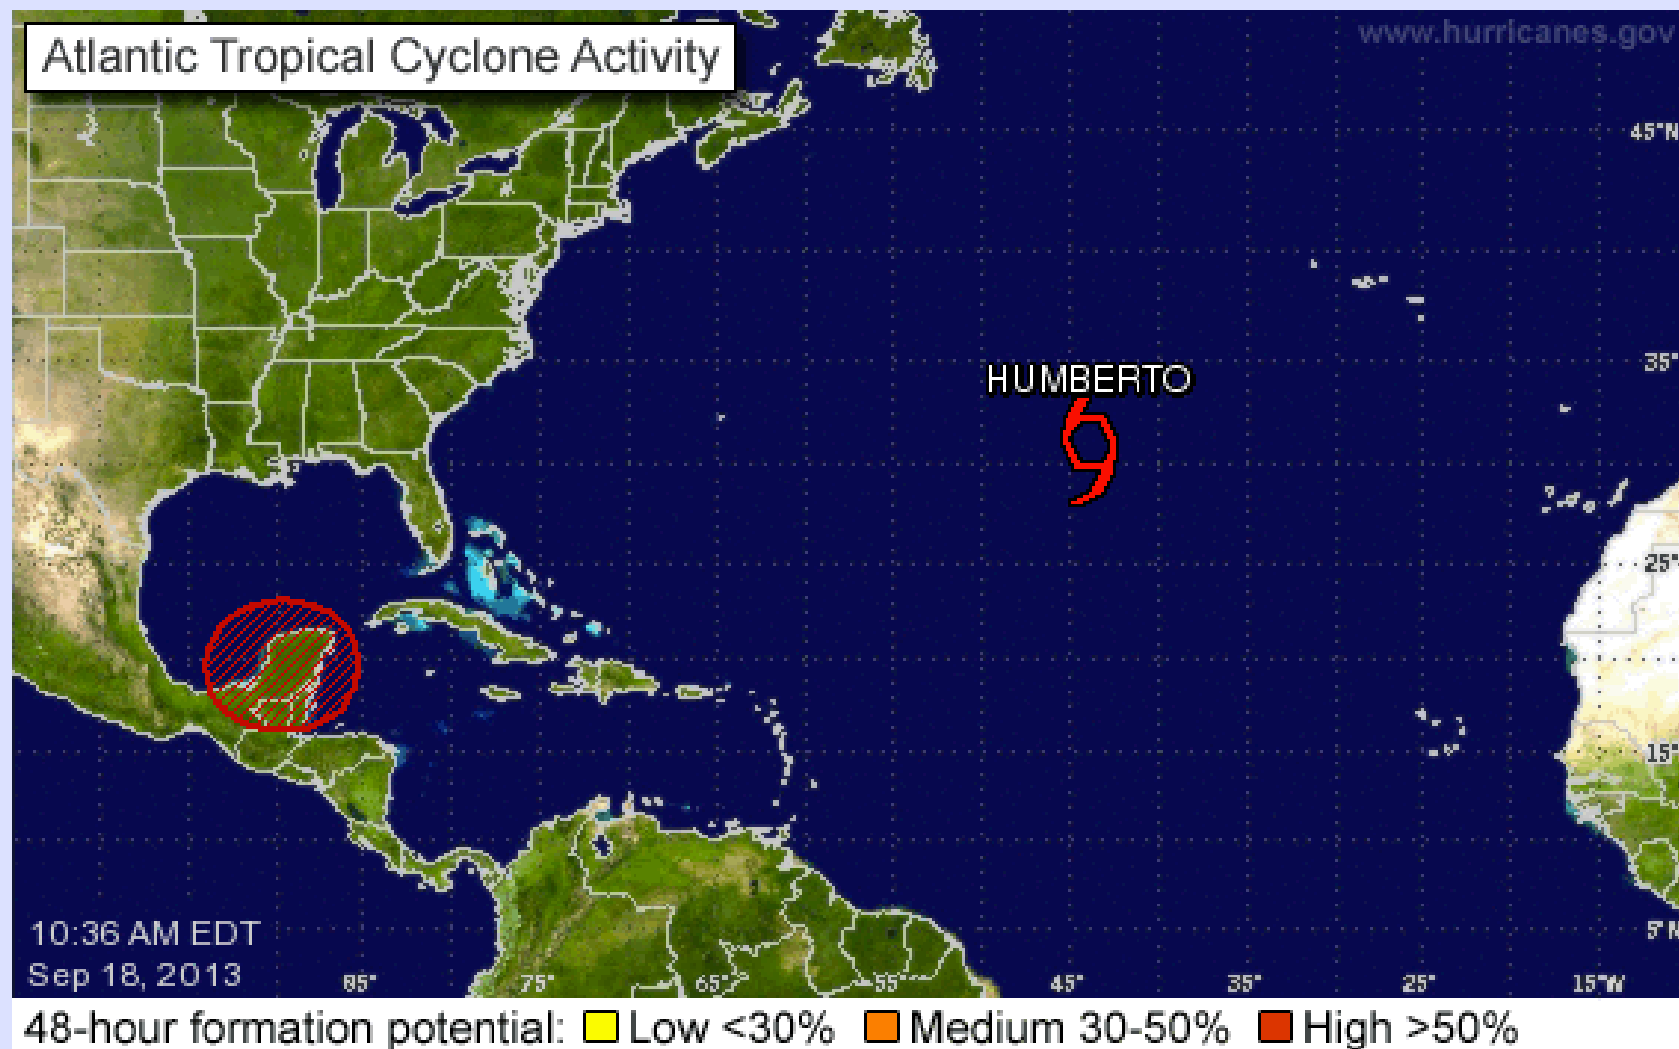 Atlantic Tropical Cyclone Activity
www.hurricanes.gov
45°N
HUMBERTO
35°
25°
15°
5°N
10:36 AM EDT
Sep 18, 2013
85° 75° 65° 55° 45° 35° 25° 15°W
48-hour formation potential: Low <30% Medium 30-50% High >50%